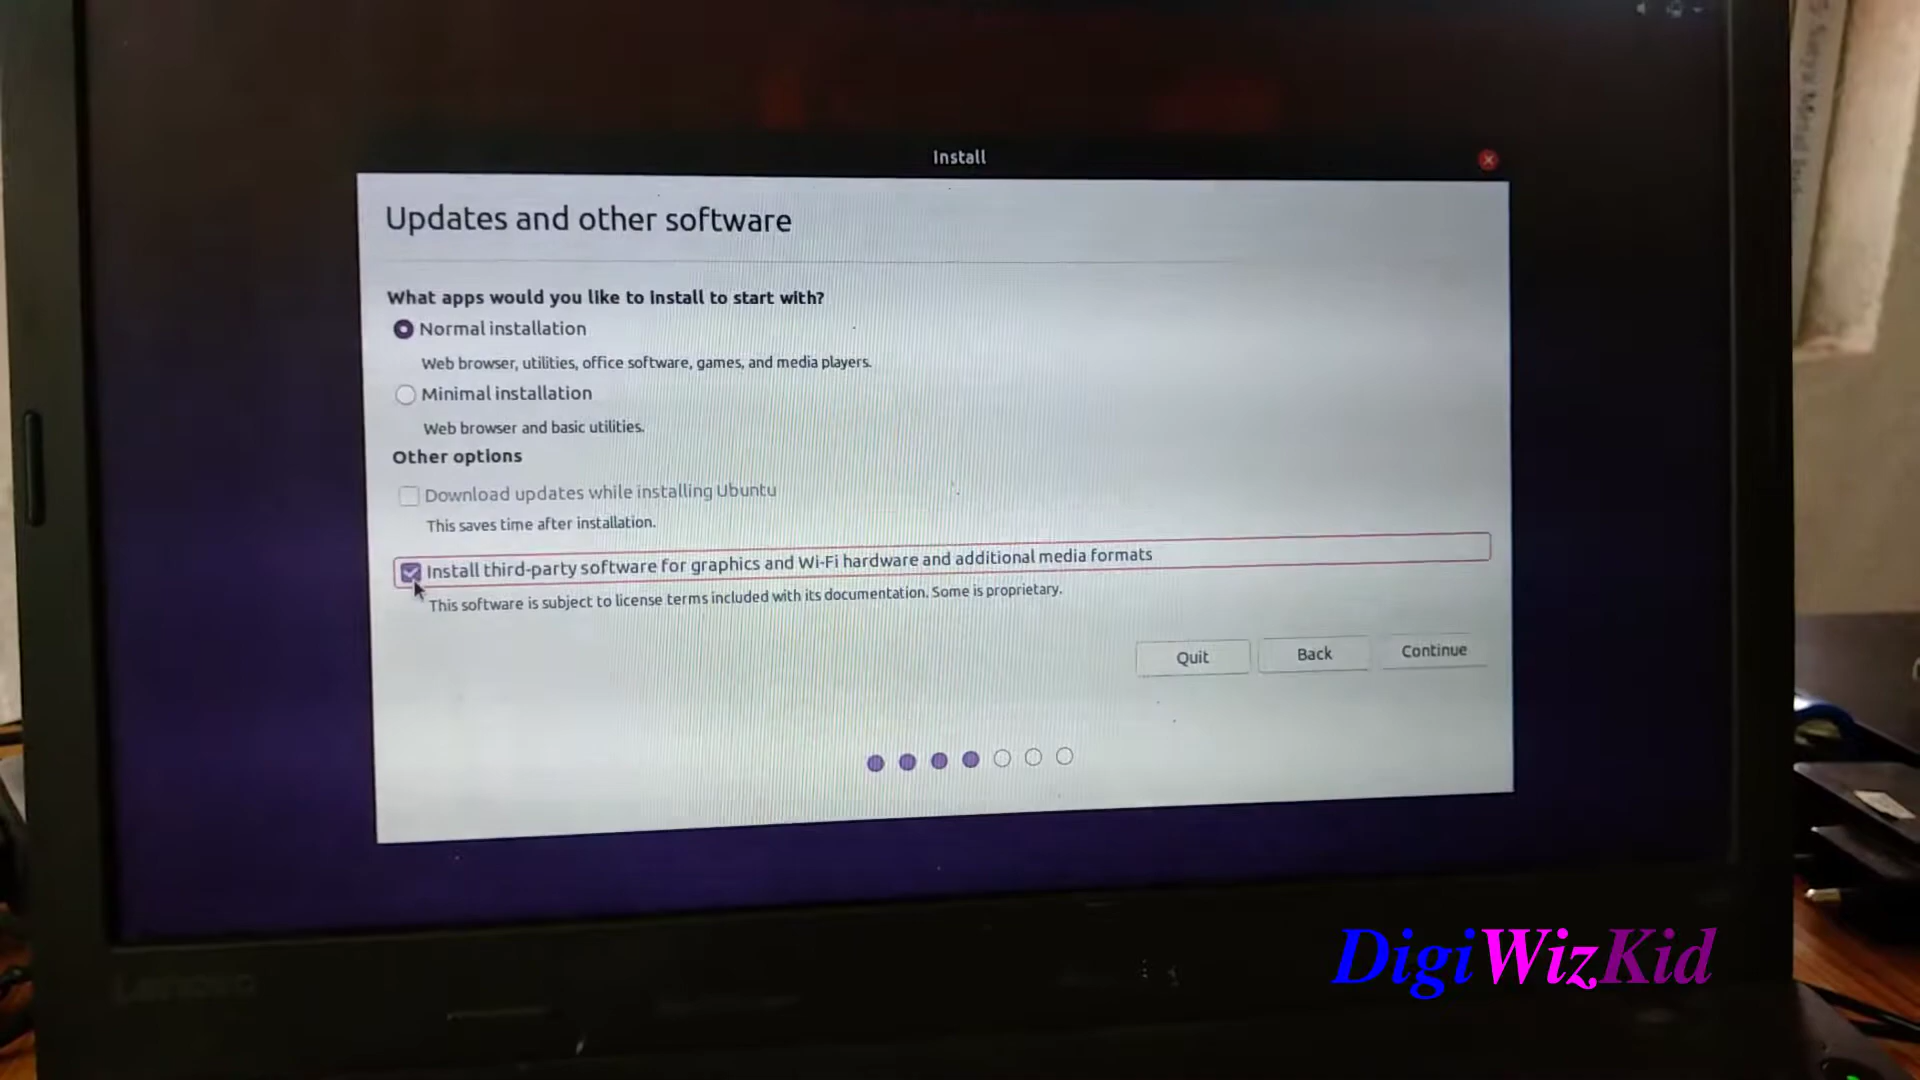 Install
Updates and other software
What apps would you like to install to start with?
Normal installation
Web browser, utilities, office software, games, and media players.
Minimal installation
Web browser and basic utilities.
Other options
Download updates while installing Ubuntu
This saves time after installation.
Install third-party software for graphics and Wi-Fi hardware and additional media formats
This software is subject to license terms included with its documentation. Some is proprietary.
Quit
Back
Continue
Lenovo
DigiWizKid